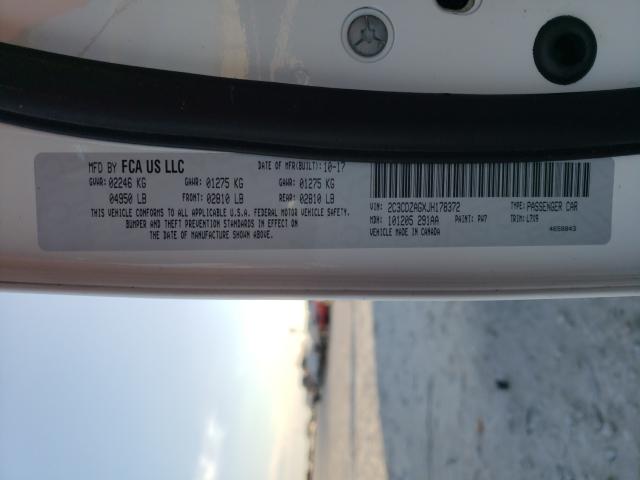 MFD BY FCA US LLC DATE OF MFR(BUILT):10-17
GVWR: 02246 KG GAWR: 01275 KG GAWR: 01275 KG
04950 LB FRONT: 02810 LB REAR: 02810 LB
THIS VEHICLE CONFORMS TO ALL APPLICABLE U.S.A. FEDERAL MOTOR VEHICLE SAFETY,
BUMPER AND THEFT PREVENTION STANDARDS IN EFFECT ON
THE DATE OF MANUFACTURE SHOWN ABOVE.
VIN: 2C3CDZAGXJH178372 TYPE: PASSENGER CAR
MDH: 101205 291AA PAINT: PW7 TRIM: L7X9
VEHICLE MADE IN CANADA 4658843